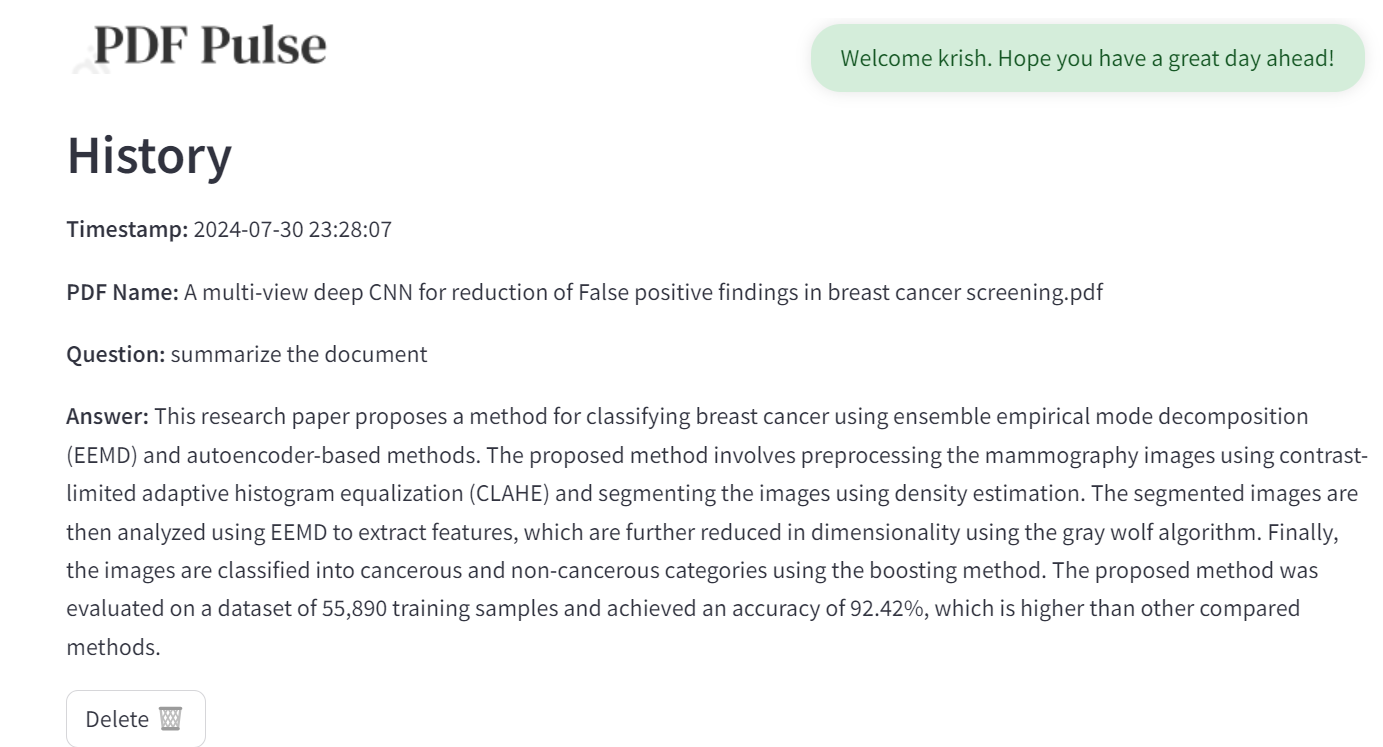 PDF Pulse
Welcome krish. Hope you have a great day ahead!
History
Timestamp: 2024-07-30 23:28:07
PDF Name: A multi-view deep CNN for reduction of False positive findings in breast cancer screening.pdf
Question: summarize the document
Answer: This research paper proposes a method for classifying breast cancer using ensemble empirical mode decomposition
(EEMD) and autoencoder-based methods. The proposed method involves preprocessing the mammography images using contrast-
limited adaptive histogram equalization (CLAHE) and segmenting the images using density estimation. The segmented images are
then analyzed using EEMD to extract features, which are further reduced in dimensionality using the gray wolf algorithm. Finally,
the images are classified into cancerous and non-cancerous categories using the boosting method. The proposed method was
evaluated on a dataset of 55,890 training samples and achieved an accuracy of 92.42%, which is higher than other compared
methods.
Delete